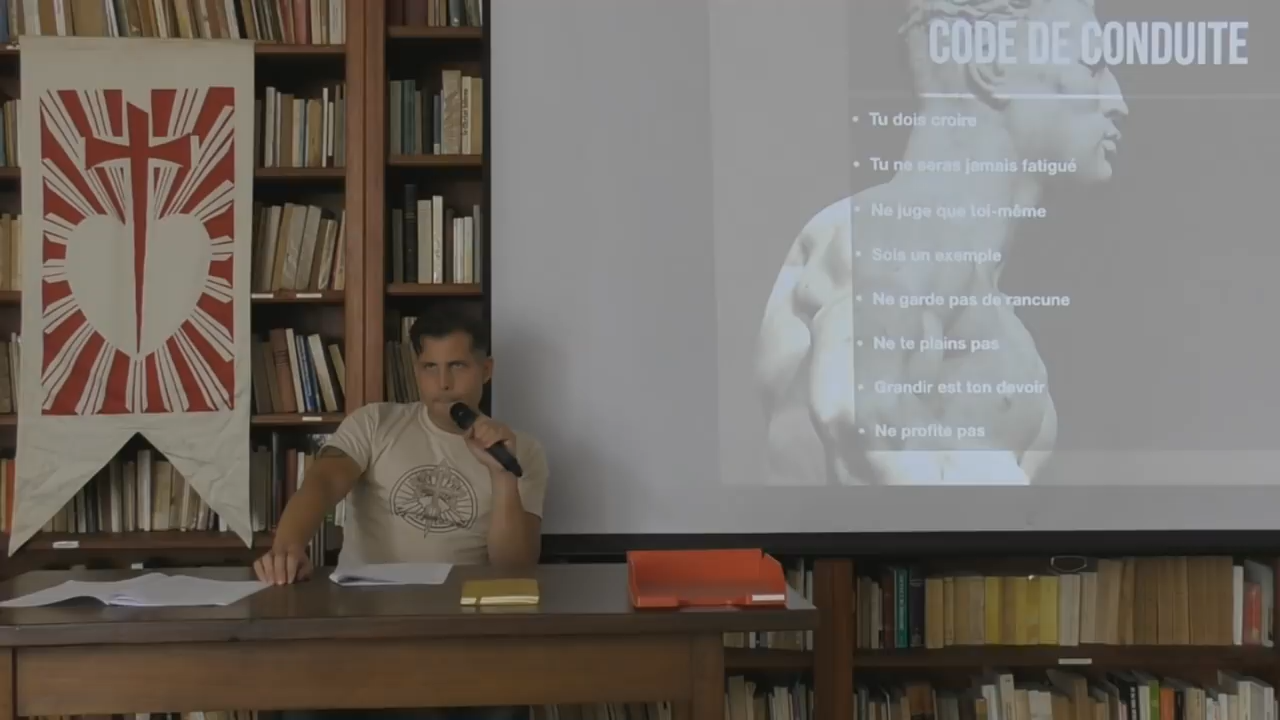 CODE DE CONDUITE
• Tu dois croire
• Tu ne seras jamais fatigué
• Ne juge que toi-même
• Sois un exemple
• Ne garde pas de rancune
• Ne te plains pas
• Grandir est ton devoir
• Ne profite pas